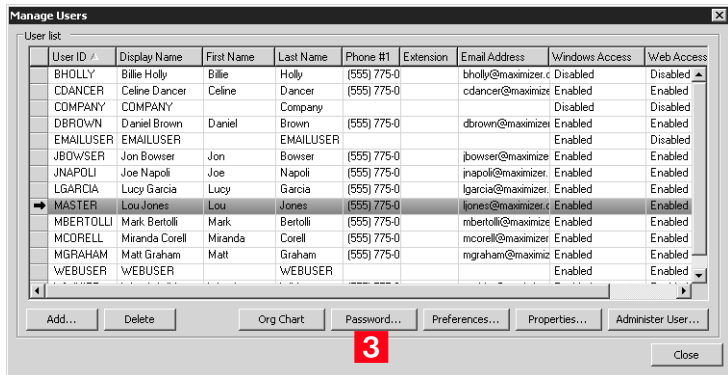 Manage Users
User list
User ID Display Name First Name Last Name Phone #1 Extension Email Address Windows Access Web Access
BHOLLY Billie Holly Billie Holly (555) 775-0 bholly@maximizer.c Disabled Disabled
CDANCER Celine Dancer Celine Dancer (555) 775-0 cdancer@maximizer Enabled Enabled
COMPANY COMPANY Company Disabled Disabled
DBROWN Daniel Brown Daniel Brown (555) 775-0 dbrown@maximizer Enabled Enabled
EMAILUSER EMAILUSER EMAILUSER Enabled Disabled
JBOWSER Jon Bowser Jon Bowser (555) 775-0 jbowser@maximize Enabled Enabled
JNAPOLI Joe Napoli Joe Napoli (555) 775-0 jnapoli@maximizer. Enabled Enabled
LGARCIA Lucy Garcia Lucy Garcia (555) 775-0 lgarcia@maximizer. Enabled Enabled
MASTER Lou Jones Lou Jones (555) 775-0 ljones@maximizer.c Enabled Enabled
MBERTOLLI Mark Bertolli Mark Bertolli (555) 775-0 mbertolli@maximize Enabled Enabled
MCORELL Miranda Corell Miranda Corell (555) 775-0 mcorell@maximizer Enabled Enabled
MGRAHAM Matt Graham Matt Graham (555) 775-0 mgraham@maximiz Enabled Enabled
WEBUSER WEBUSER WEBUSER Enabled Enabled
Add... Delete Org Chart Password... Preferences... Properties... Administer User...
3
Close